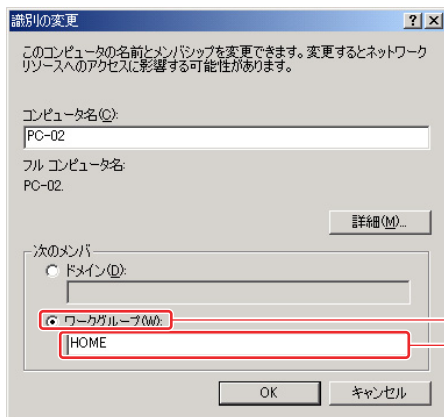 識別の変更
このコンピュータの名前とメンバシップを変更できます。変更するとネットワーク
リソースへのアクセスに影響する可能性があります。
コンピュータ名(C):
PC-02
フル コンピュータ名:
PC-02.
詳細(M)...
次のメンバ
ドメイン(D):
ワークグループ(W):
HOME
OK
キャンセル